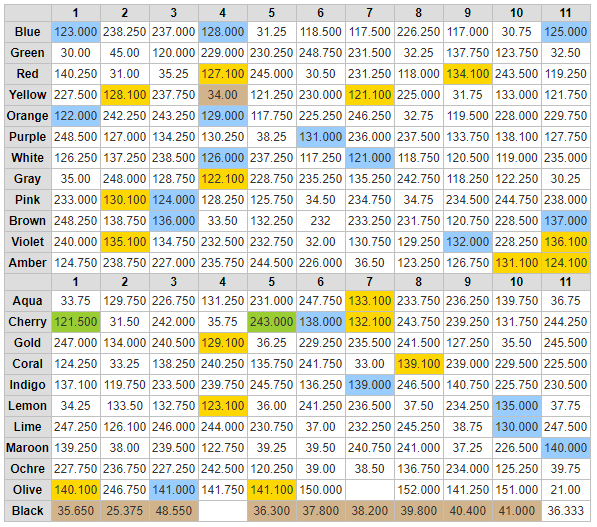 1 2 3 4 5 6 7 8 9 10 11
Blue 123.000 238.250 237.000 128.000 31.25 118.500 117.500 226.250 117.000 30.75 125.000
Green 30.00 45.00 120.000 229.000 230.250 248.750 231.500 32.25 137.750 123.750 32.50
Red 140.250 31.00 35.25 127.100 245.000 30.50 231.250 118.000 134.100 243.500 119.250
Yellow 227.500 128.100 237.750 34.00 121.250 230.000 121.100 225.000 31.75 133.000 121.750
Orange 122.000 242.250 243.250 129.000 117.750 225.250 246.250 32.75 119.500 228.000 229.750
Purple 248.500 127.000 134.250 130.250 38.25 131.000 236.000 237.500 133.750 138.100 127.750
White 126.250 137.250 238.500 126.000 237.250 117.250 121.000 118.750 120.500 119.000 235.000
Gray 35.00 248.000 128.750 122.100 228.750 235.250 135.250 242.750 118.250 122.250 30.25
Pink 233.000 130.100 124.000 128.250 125.750 34.50 234.750 34.75 234.500 244.750 238.000
Brown 248.250 138.750 136.000 33.50 132.250 232 233.250 231.750 120.750 228.500 137.000
Violet 240.000 135.100 134.750 232.500 232.750 32.00 130.750 129.250 132.000 228.250 136.100
Amber 124.750 238.750 227.000 235.750 244.500 226.000 36.50 123.250 126.750 131.100 124.100
1 2 3 4 5 6 7 8 9 10 11
Aqua 33.75 129.750 226.750 131.250 231.000 247.750 133.100 233.750 236.250 139.750 36.75
Cherry 121.500 31.50 242.000 35.75 243.000 138.000 132.100 243.750 239.250 131.750 244.250
Gold 247.000 134.000 240.500 129.100 36.25 229.250 235.500 241.500 127.250 35.50 245.500
Coral 124.250 33.25 138.250 240.250 135.750 241.750 33.00 139.100 239.000 229.500 225.500
Indigo 137.100 119.750 233.500 239.750 245.750 136.250 139.000 246.500 140.750 225.750 230.500
Lemon 34.25 133.50 132.750 123.100 36.00 241.250 236.500 37.50 234.250 135.000 37.75
Lime 247.250 126.100 246.000 244.000 230.750 37.00 232.250 245.250 38.75 130.000 247.500
Maroon 139.250 38.00 239.500 122.750 39.25 39.50 240.750 241.000 37.25 226.500 140.000
Ochre 227.750 236.750 227.250 242.500 120.250 39.00 38.50 136.750 234.000 125.250 39.75
Olive 140.100 246.750 141.000 141.750 141.100 150.000 152.000 141.250 151.000 21.00
Black 35.650 25.375 48.550 36.300 37.800 38.200 39.800 40.400 41.000 36.333